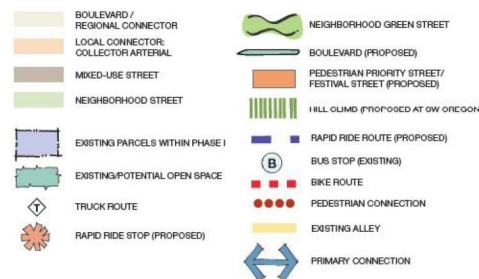 BOULEVARD /
REGIONAL CONNECTOR
LOCAL CONNECTOR:
COLLECTOR ARTERIAL
MIXED-USE STREET
NEIGHBORHOOD STREET
EXISTING PARCELS WITHIN PHASE I
EXISTING/POTENTIAL OPEN SPACE
T
TRUCK ROUTE
RAPID RIDE STOP (PROPOSED)
NEIGHBORHOOD GREEN STREET
BOULEVARD (PROPOSED)
PEDESTRIAN PRIORITY STREET/
FESTIVAL STREET (PROPOSED)
HILL CLIMB (PROPOSED AT SW OREGON
RAPID RIDE ROUTE (PROPOSED)
B
BUS STOP (EXISTING)
BIKE ROUTE
PEDESTRIAN CONNECTION
EXISTING ALLEY
PRIMARY CONNECTION